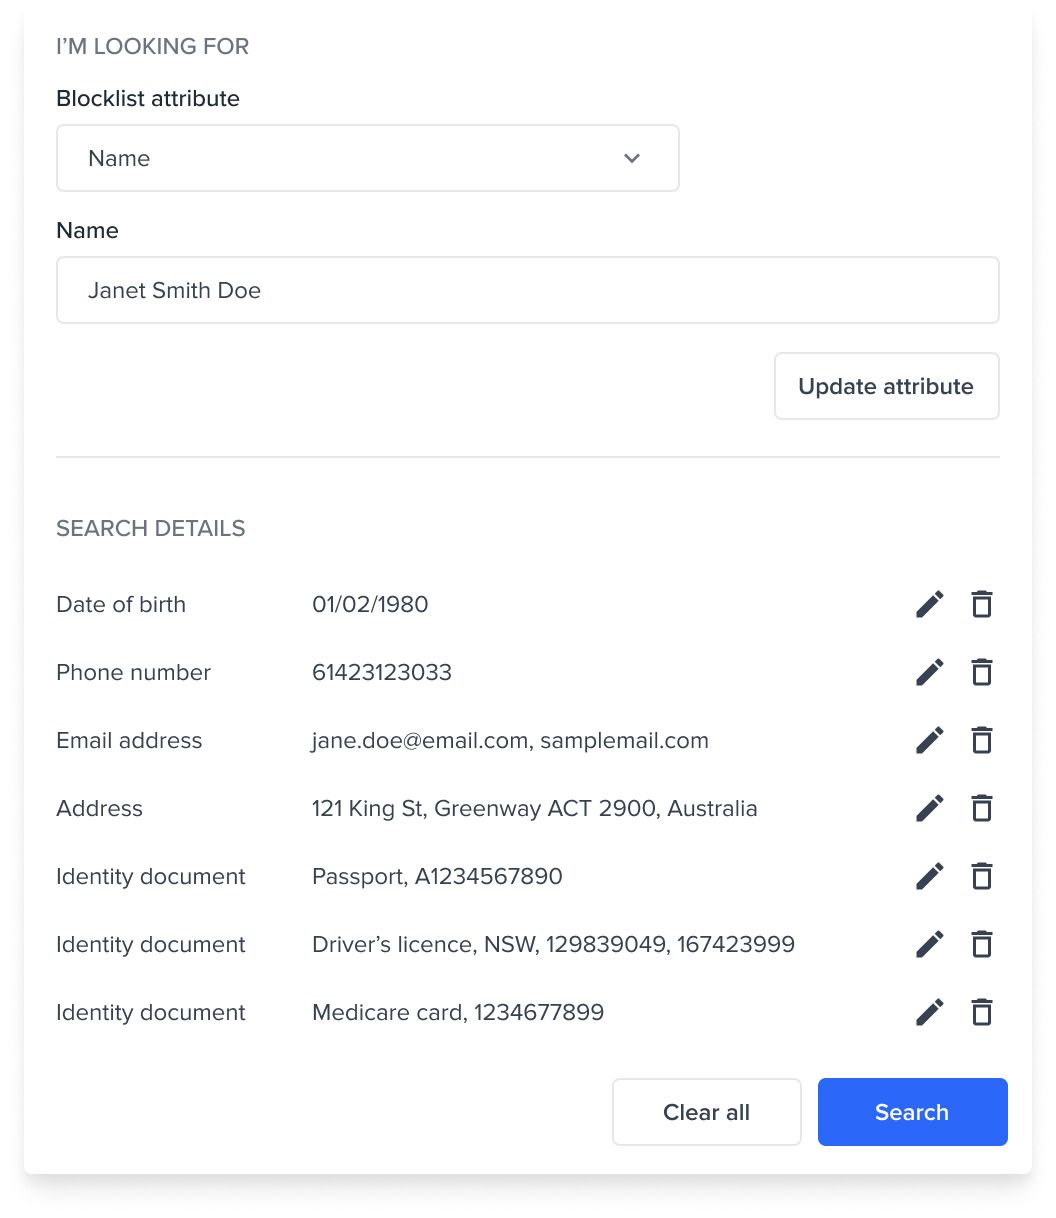 I’M LOOKING FOR
Blocklist attribute
Name
Name
Janet Smith Doe
Update attribute
SEARCH DETAILS
Date of birth 01/02/1980
Phone number 61423123033
Email address jane.doe@email.com, samplemail.com
Address 121 King St, Greenway ACT 2900, Australia
Identity document Passport, A1234567890
Identity document Driver’s licence, NSW, 129839049, 167423999
Identity document Medicare card, 1234677899
Clear all Search